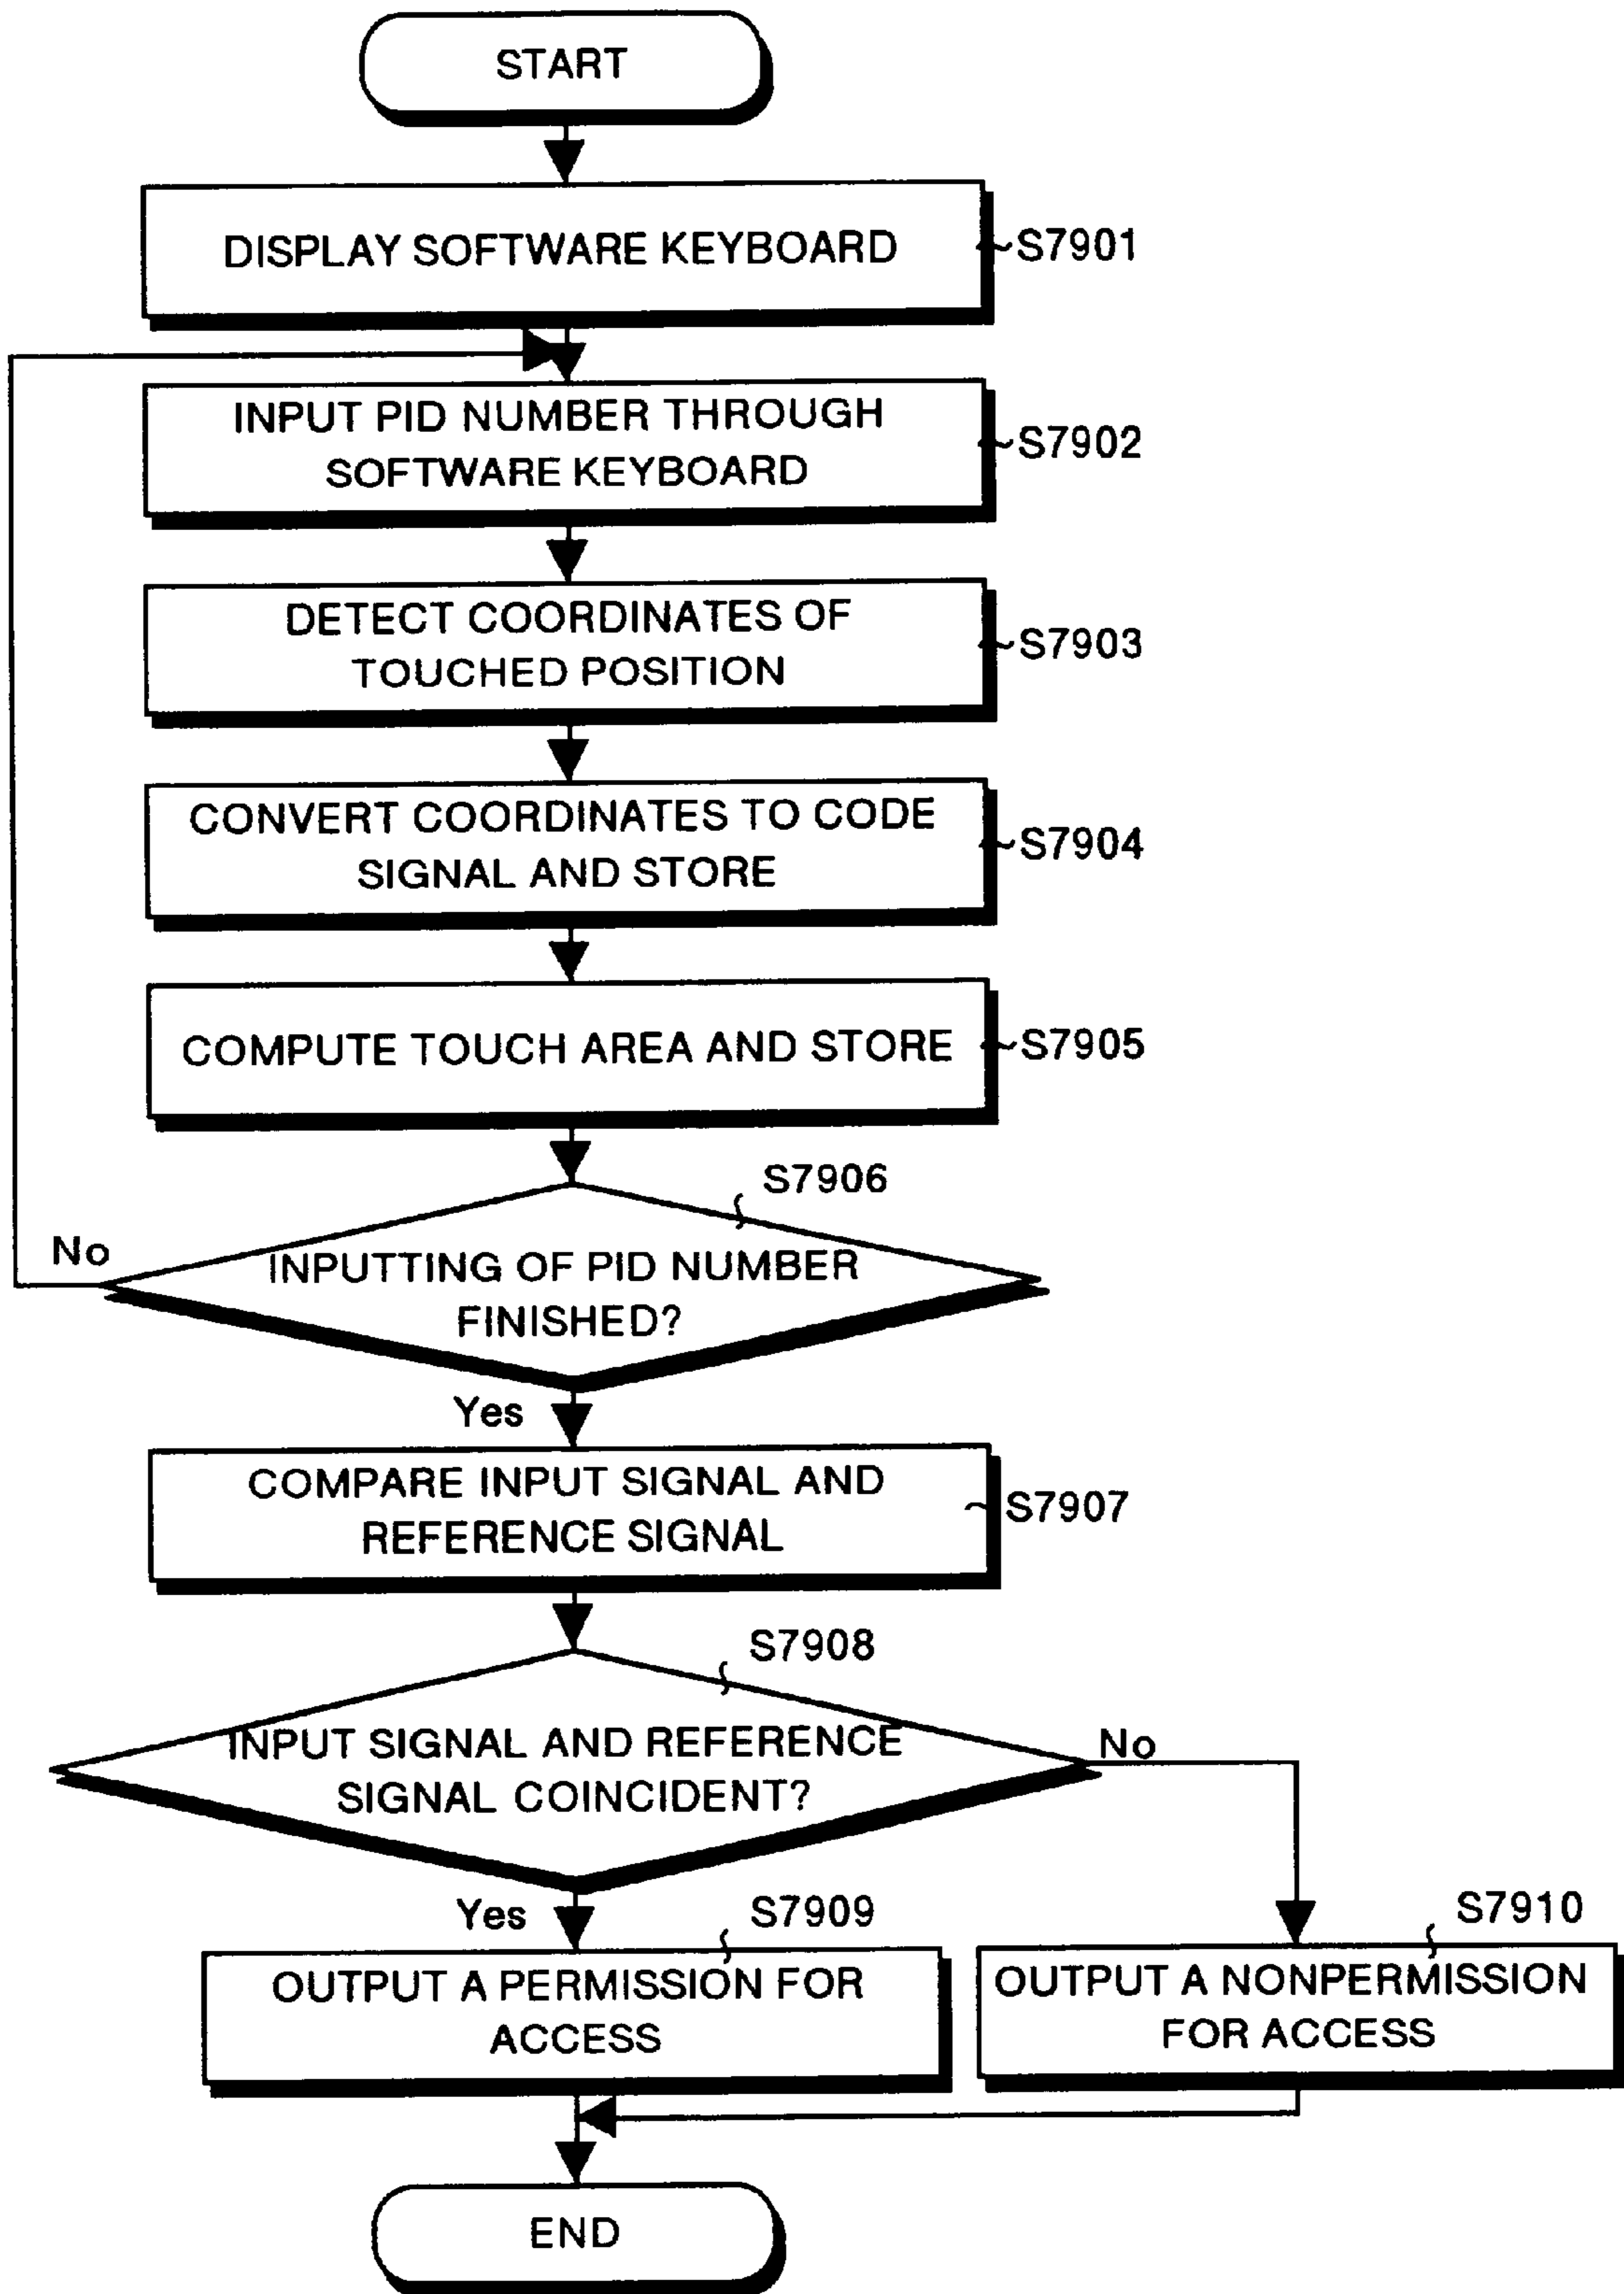 START
DISPLAY SOFTWARE KEYBOARD
S7901
INPUT PID NUMBER THROUGH
SOFTWARE KEYBOARD
S7902
DETECT COORDINATES OF
TOUCHED POSITION
S7903
CONVERT COORDINATES TO CODE
SIGNAL AND STORE
S7904
COMPUTE TOUCH AREA AND STORE
S7905
S7906
No
INPUTTING OF PID NUMBER
FINISHED?
Yes
COMPARE INPUT SIGNAL AND
REFERENCE SIGNAL
S7907
S7908
INPUT SIGNAL AND REFERENCE
SIGNAL COINCIDENT?
No
Yes
S7909
OUTPUT A PERMISSION FOR
ACCESS
S7910
OUTPUT A NONPERMISSION
FOR ACCESS
END